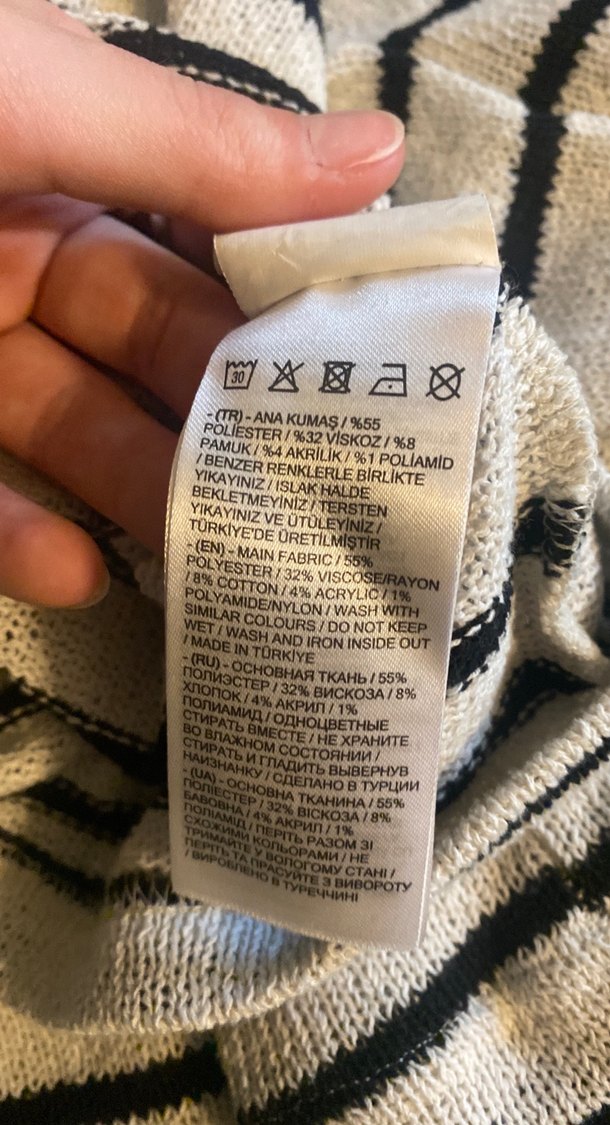 30
- (TR) - ANA KUMAŞ / %55
POLİESTER / %32 VİSKOZ / %8
PAMUK / %4 AKRİLİK / %1 POLİAMİD
/ BENZER RENKLERLE BİRLİKTE
YIKAYINIZ / ISLAK HALDE
BEKLETMEYİNİZ / TERSTEN
YIKAYINIZ VE ÜTÜLEYİNİZ /
TÜRKİYE'DE ÜRETİLMİŞTİR
- (EN) - MAIN FABRIC / 55%
POLYESTER / 32% VISCOSE/RAYON
/ 8% COTTON / 4% ACRYLIC / 1%
POLYAMIDE/NYLON / WASH WITH
SIMILAR COLOURS / DO NOT KEEP
WET / WASH AND IRON INSIDE OUT
/ MADE IN TÜRKİYE
- (RU) - ОСНОВНАЯ ТКАНЬ / 55%
ПОЛИЭСТЕР / 32% ВИСКОЗА / 8%
ХЛОПОК / 4% АКРИЛ / 1%
ПОЛИАМИД / ОДНОЦВЕТНЫЕ
СТИРАТЬ ВМЕСТЕ / НЕ ХРАНИТЕ
ВО ВЛАЖНОМ СОСТОЯНИИ /
СТИРАТЬ И ГЛАДИТЬ ВЫВЕРНУВ
НАИЗНАНКУ / СДЕЛАНО В ТУРЦИИ
- (UA) - ОСНОВНА ТКАНИНА / 55%
ПОЛІЕСТЕР / 32% ВІСКОЗА / 8%
БАВОВНА / 4% АКРИЛ / 1%
ПОЛІАМІД / ПЕРІТЬ РАЗОМ ЗІ
СХОЖИМИ КОЛЬОРАМИ / НЕ
ТРИМАЙТЕ У ВОЛОГОМУ СТАНІ /
ПЕРІТЬ ТА ПРАСУЙТЕ З ВИВОРОТУ
/ ВИРОБЛЕНО В ТУРЕЧЧИНІ